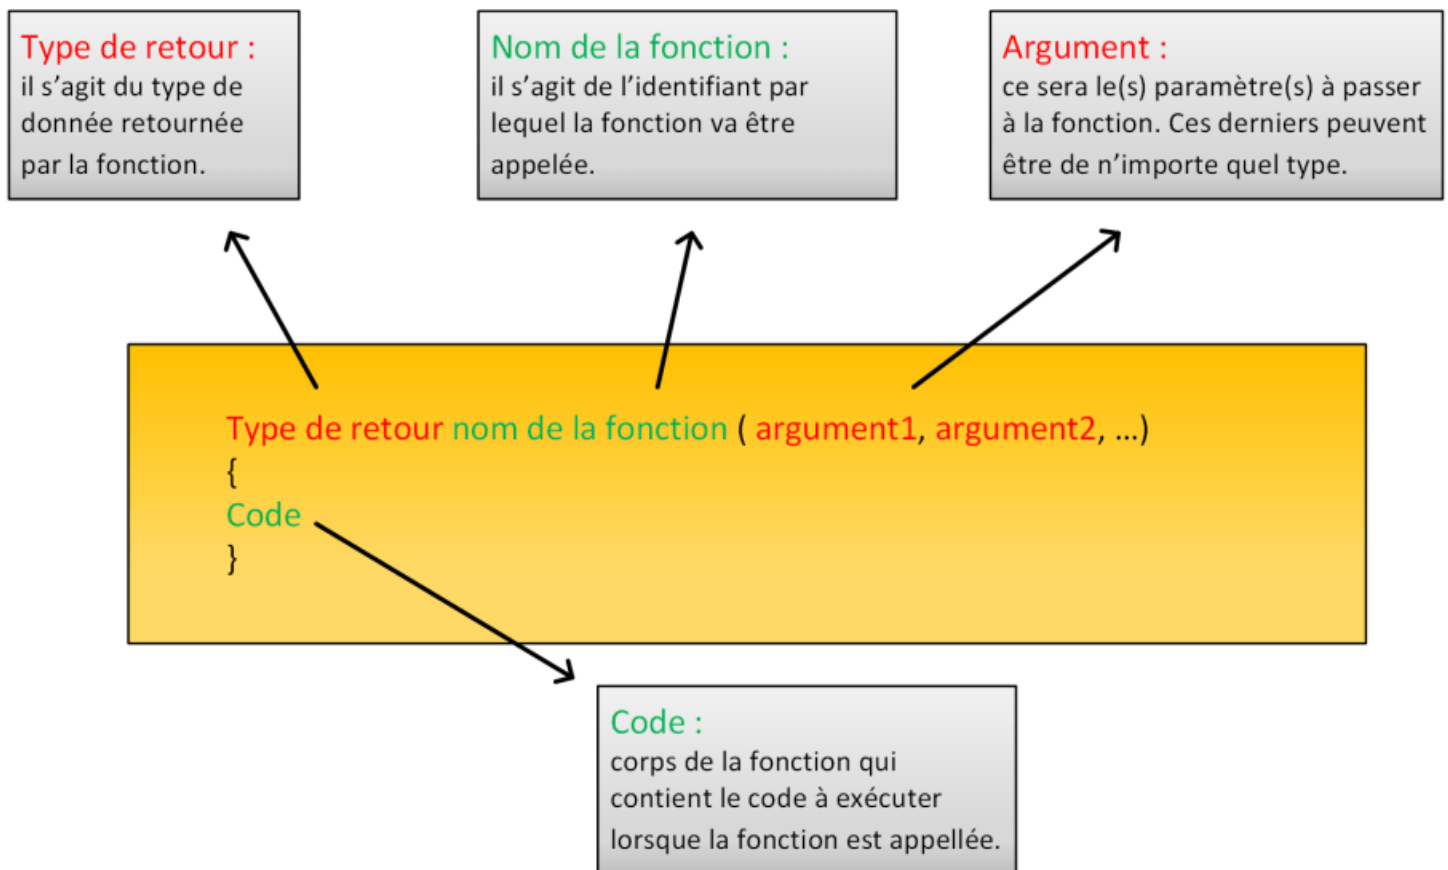 Type de retour :
il s’agit du type de
donnée retournée
par la fonction.
Nom de la fonction :
il s’agit de l’identifiant par
lequel la fonction va être
appelée.
Argument :
ce sera le(s) paramètre(s) à passer
à la fonction. Ces derniers peuvent
être de n’importe quel type.
Type de retour nom de la fonction ( argument1, argument2, …)
{
Code
}
Code :
corps de la fonction qui
contient le code à exécuter
lorsque la fonction est appellée.